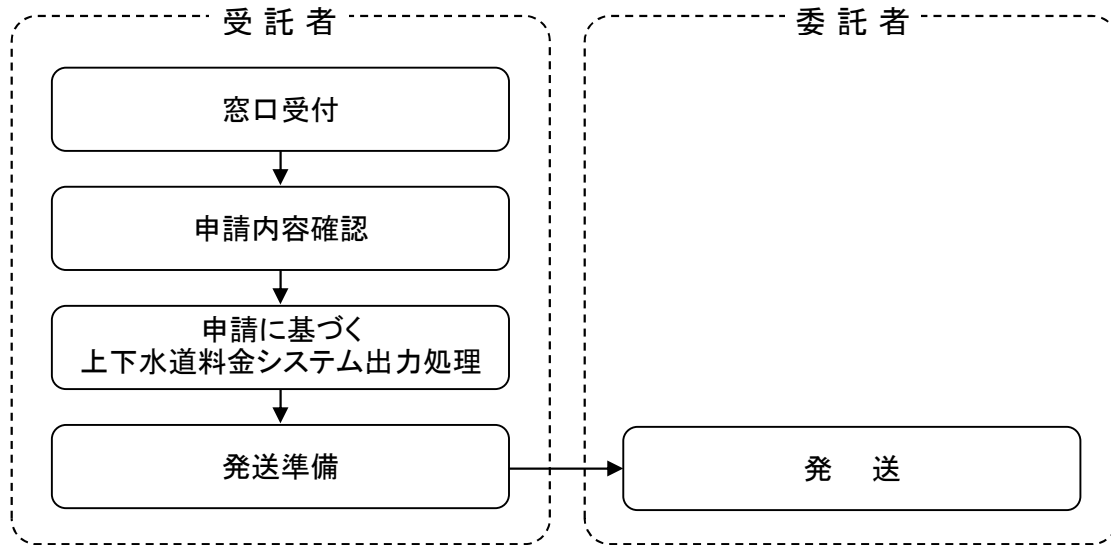 受託者
委託者
窓口受付
申請内容確認
申請に基づく
上下水道料金システム出力処理
発送準備
発　送